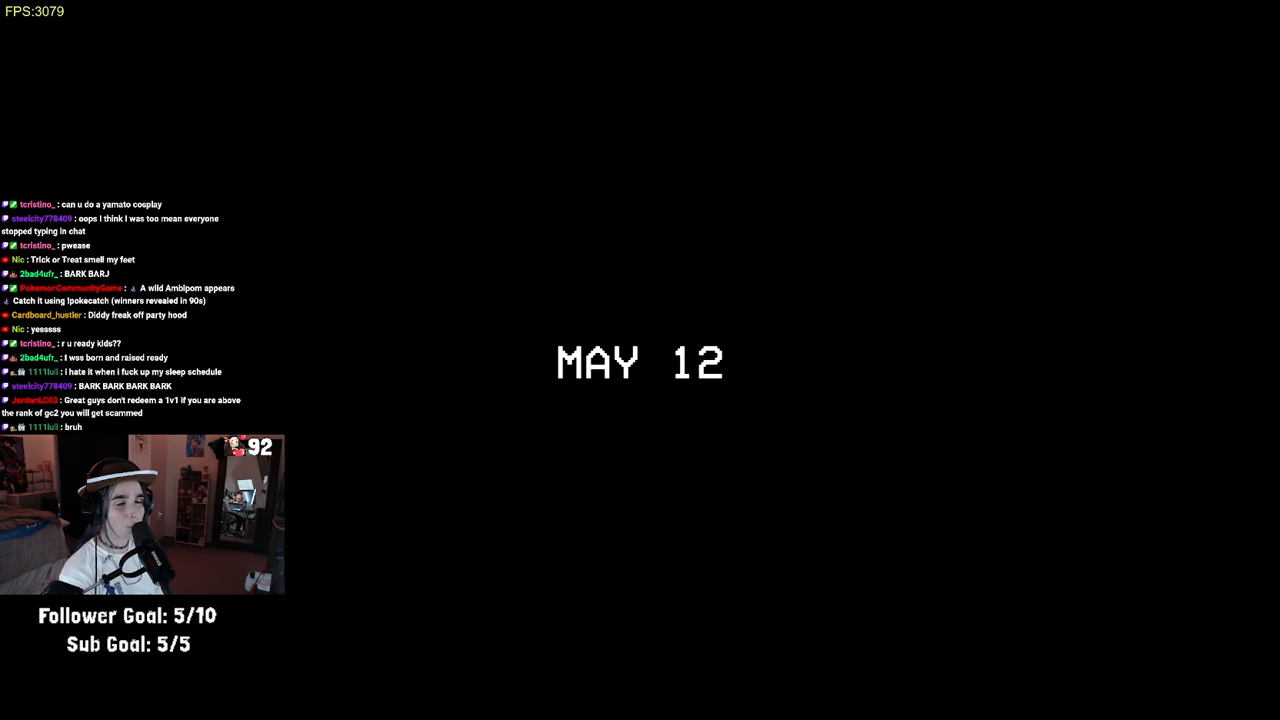 FPS:3079
tcristino_ : can u do a yamato cosplay
steelcity778409 : oops I think I was too mean everyone
stopped typing in chat
tcristino_ : pwease
Nic : Trick or Treat smell my feet
2bad4ufr_ : BARK BARJ
PokemonCommunityGame : A wild Ambipom appears
Catch it using !pokecatch (winners revealed in 90s)
Cardboard_hustler : Diddy freak off party hood
Nic : yesssss
tcristino_ : r u ready kids??
2bad4ufr_ : I wss born and raised ready
1111lull : I hate it when i fuck up my sleep schedule
steelcity778409 : BARK BARK BARK BARK
JordanLC03 : Great guys don't redeem a 1v1 if you are above
the rank of gc2 you will get scammed
1111lull : bruh
MAY 12
92
Follower Goal: 5/10
Sub Goal: 5/5